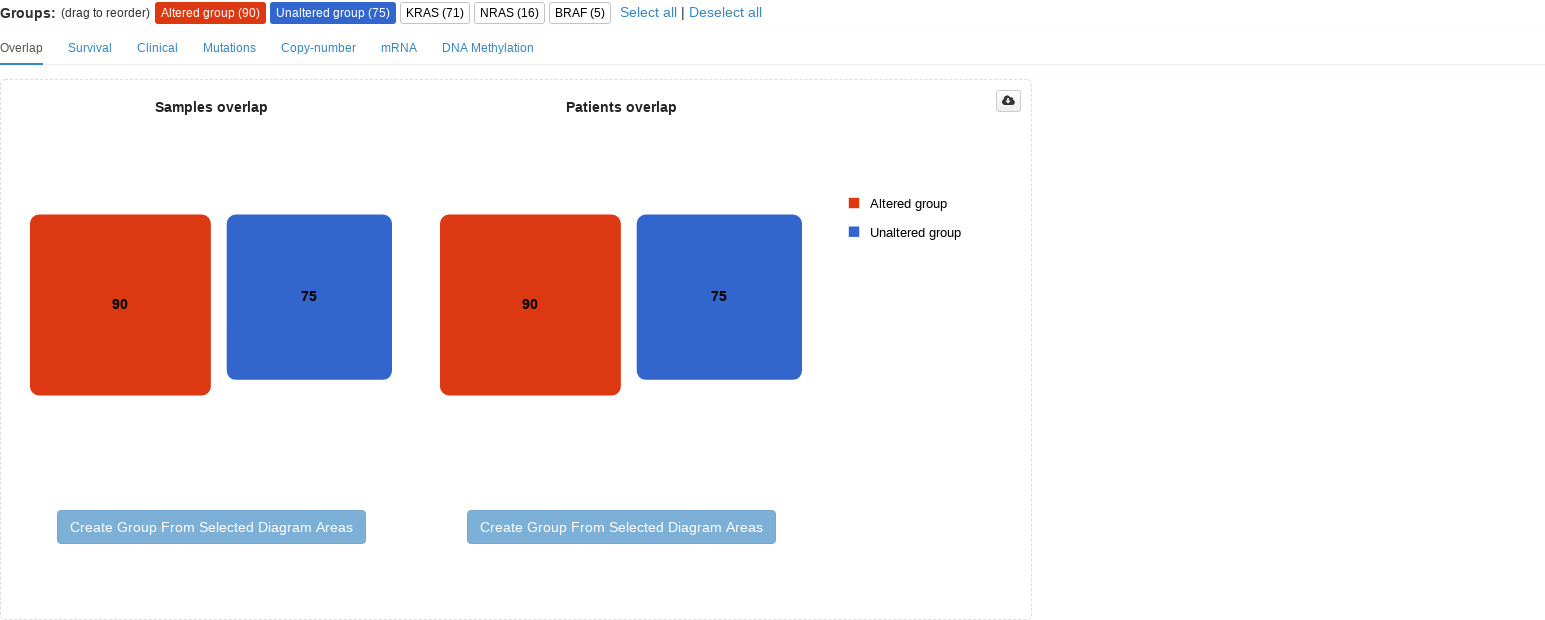 Groups: (drag to reorder) Altered group (90) Unaltered group (75) KRAS (71) NRAS (16) BRAF (5) Select all | Deselect all
Overlap Survival Clinical Mutations Copy-number mRNA DNA Methylation
Samples overlap Patients overlap
Altered group
Unaltered group
90 75 90 75
Create Group From Selected Diagram Areas Create Group From Selected Diagram Areas